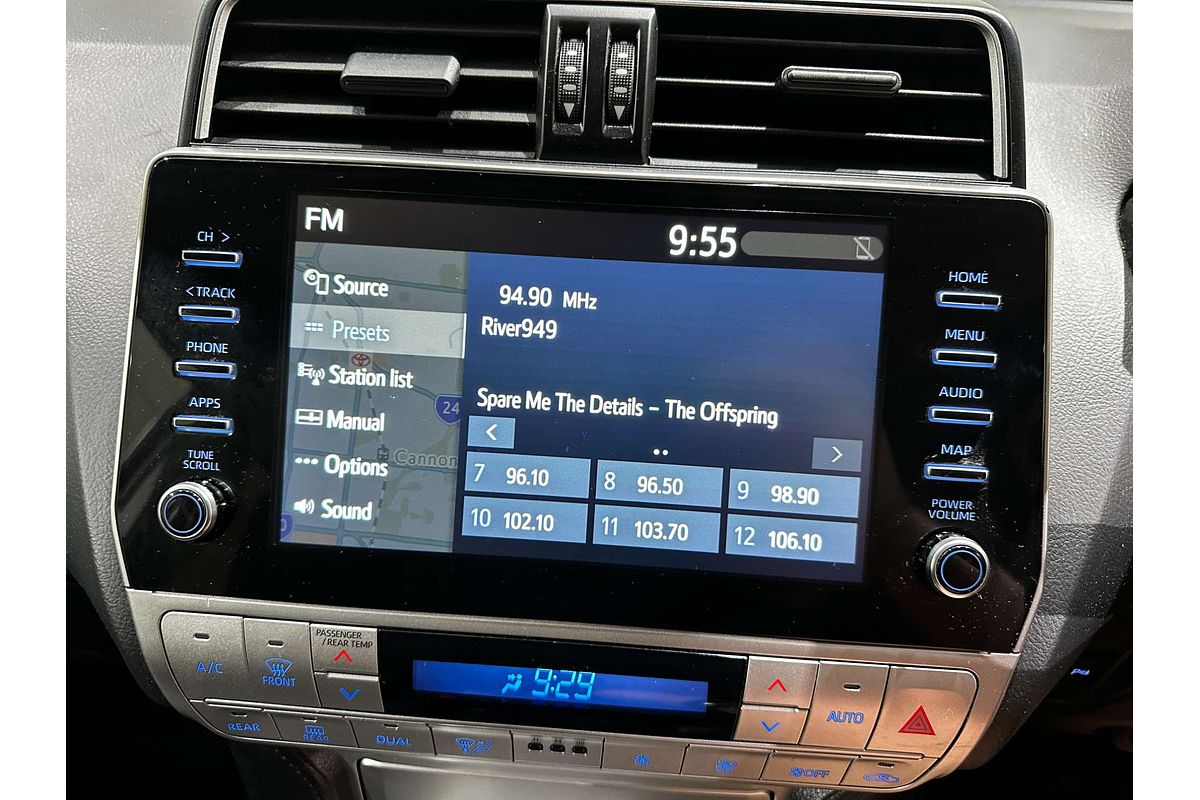 FM
9:55
Source
Presets
Station list
Manual
Options
Sound
94.90 MHz
River949
Spare Me The Details – The Offspring
< >
7 96.10
8 96.50
9 98.90
10 102.10
11 103.70
12 106.10
24
Cannon
CH >
< TRACK
PHONE
APPS
TUNE
SCROLL
HOME
MENU
AUDIO
MAP
POWER
VOLUME
A/C
FRONT
PASSENGER
/REAR TEMP
9:29
AUTO
REAR
REAR
DUAL
OFF